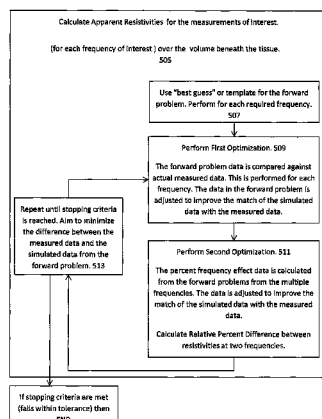 Calculate Apparent Resistivities for the measurements of interest.
(for each frequency of interest ) over the volume beneath the tissue.
505
Use "best guess" or template for the forward
problem. Perform for each required frequency.
507
Perform First Optimization. 509
The forward problem data is compared against
actual measured data. This is performed for each
frequency. The data in the forward problem is
adjusted to improve the match of the simulated
data with the measured data.
Repeat until stopping criteria
is reached. Aim to minimize
the difference between the
measured data and the
simulated data from the
forward problem. 513
Perform Second Optimization. 511
The percent frequency effect data is calculated
from the forward problems from the multiple
frequencies. The data is adjusted to improve the
match of the simulated data with the measured
data.
Calculate Relative Percent Difference between
resistivities at two frequencies.
If stopping criteria are met
(falls within tolerance) then
END